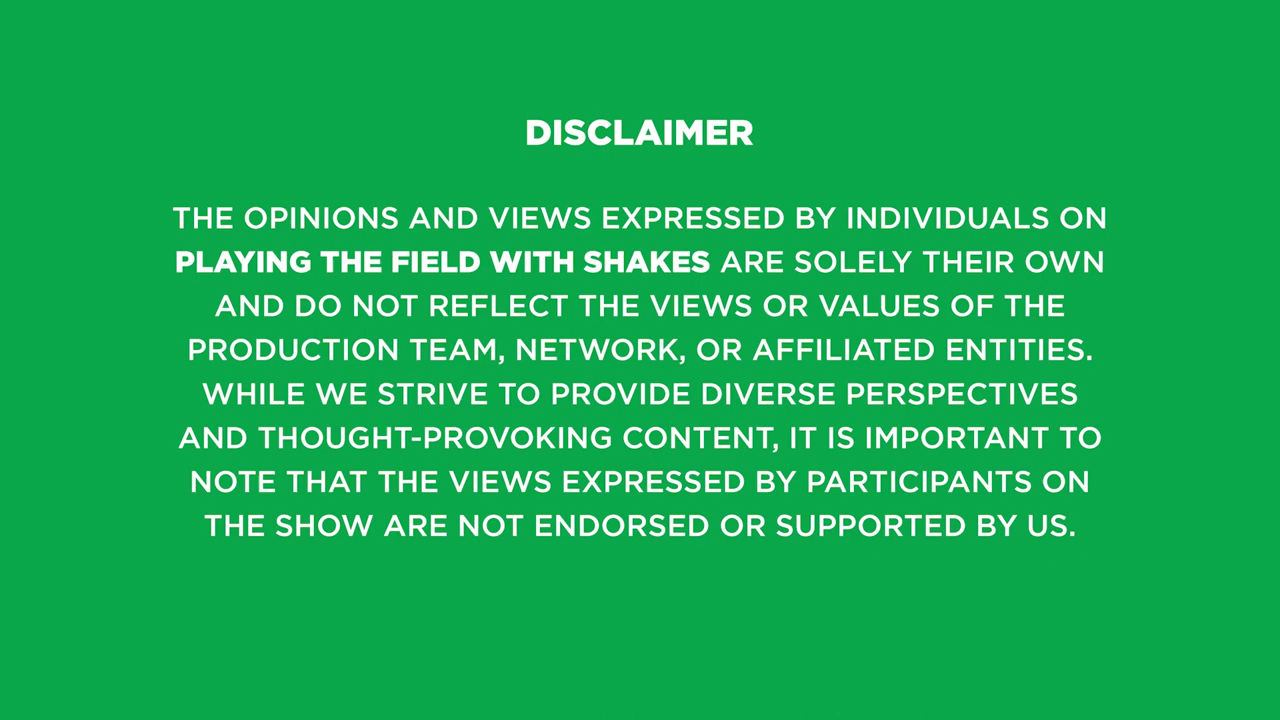 DISCLAIMER
THE OPINIONS AND VIEWS EXPRESSED BY INDIVIDUALS ON
PLAYING THE FIELD WITH SHAKES ARE SOLELY THEIR OWN
AND DO NOT REFLECT THE VIEWS OR VALUES OF THE
PRODUCTION TEAM, NETWORK, OR AFFILIATED ENTITIES.
WHILE WE STRIVE TO PROVIDE DIVERSE PERSPECTIVES
AND THOUGHT-PROVOKING CONTENT, IT IS IMPORTANT TO
NOTE THAT THE VIEWS EXPRESSED BY PARTICIPANTS ON
THE SHOW ARE NOT ENDORSED OR SUPPORTED BY US.